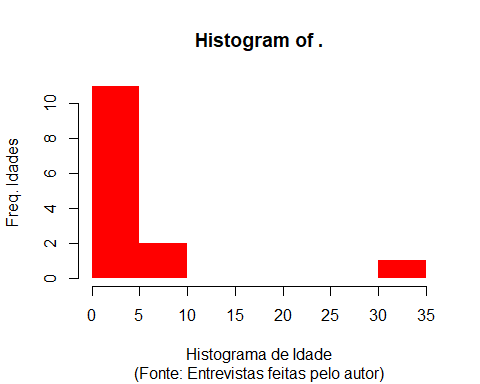 Histogram of .
Freq. Idades
10
8
6
4
2
0
0 5 10 15 20 25 30 35
Histograma de Idade
(Fonte: Entrevistas feitas pelo autor)